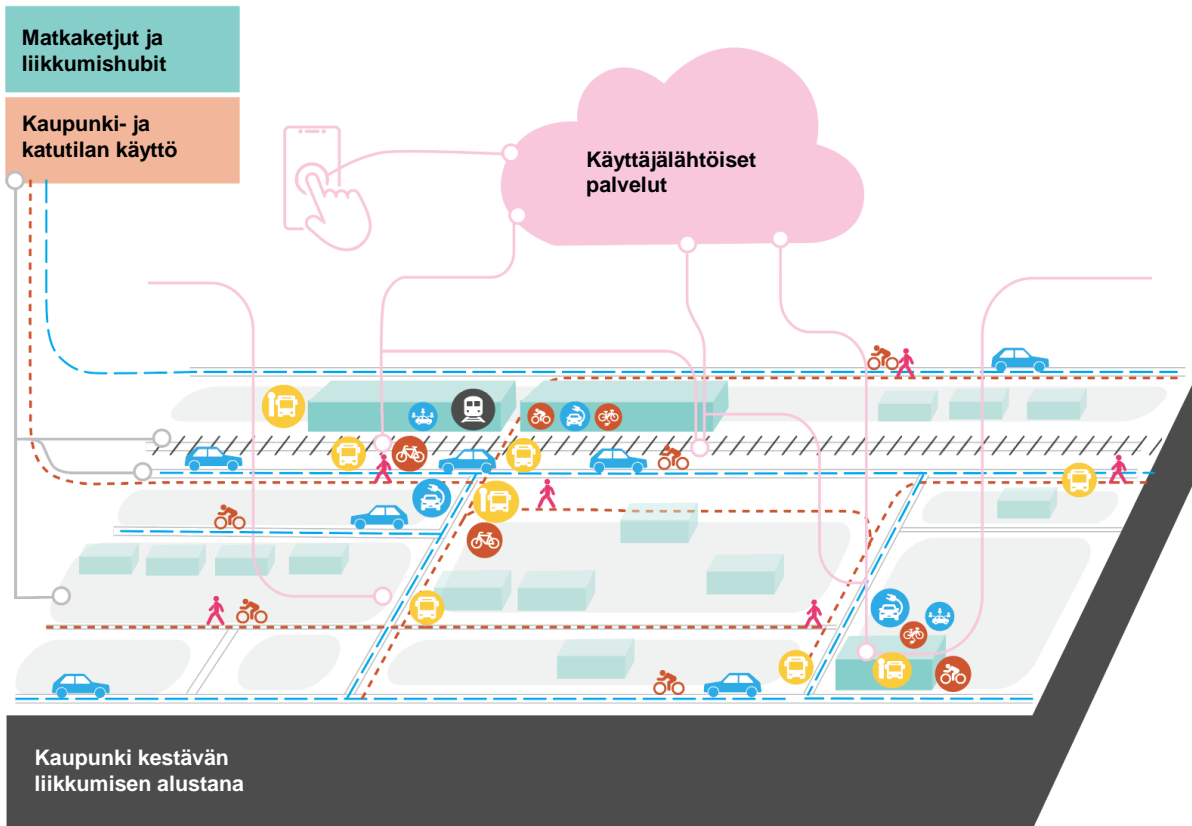 Matkaketjut ja
liikkumishubit
Kaupunki- ja
katutilan käyttö
Käyttäjälähtöiset
palvelut
Kaupunki kestävän
liikkumisen alustana